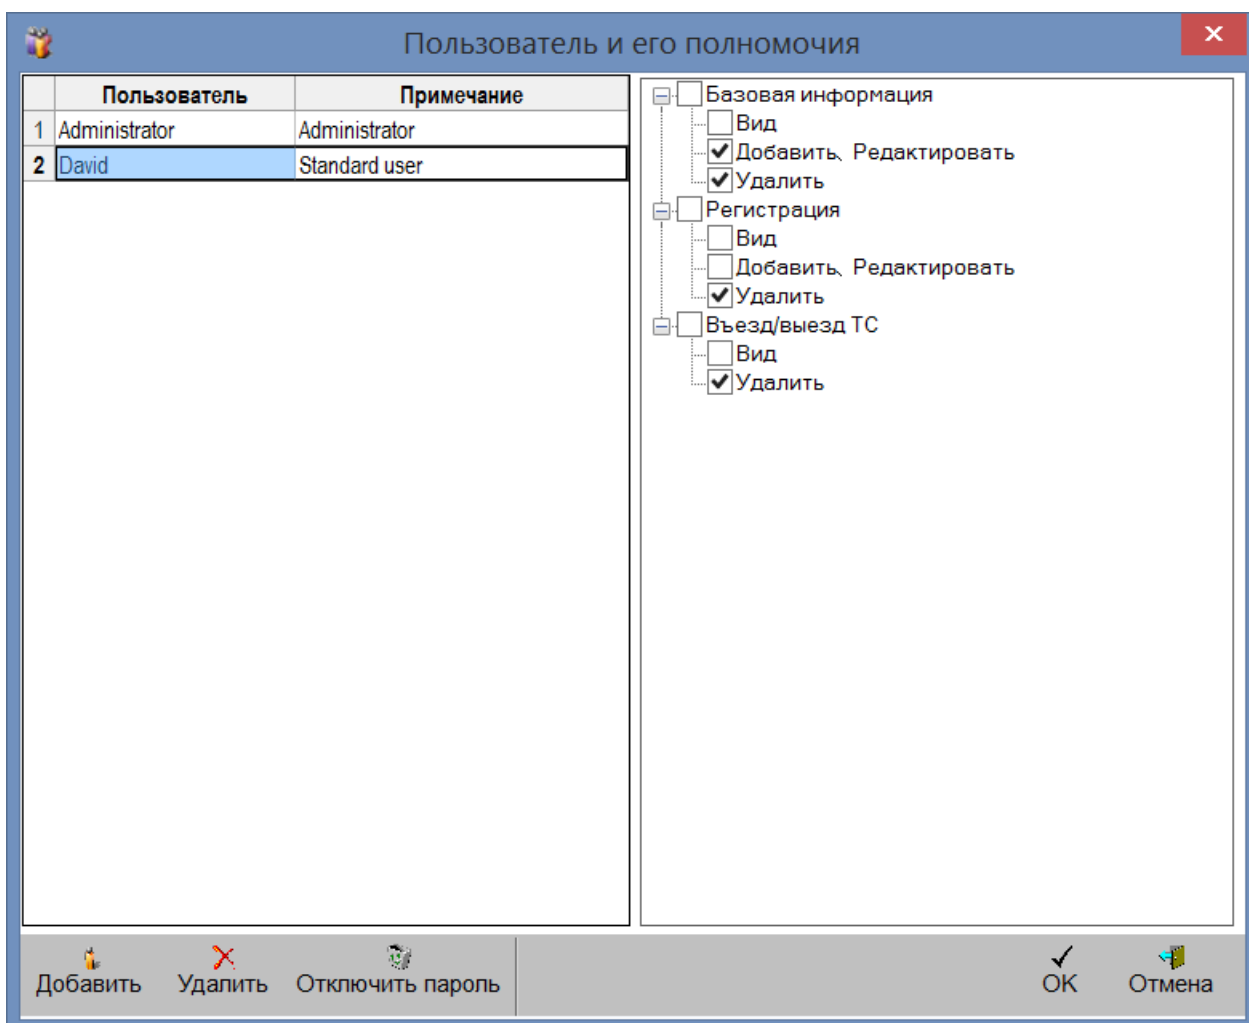 Пользователь и его полномочия
Пользователь Примечание
1 Administrator Administrator
2 David Standard user
Базовая информация
Вид
Добавить、Редактировать
Удалить
Регистрация
Вид
Добавить、Редактировать
Удалить
Въезд/выезд ТС
Вид
Удалить
Добавить Удалить Отключить пароль OK Отмена